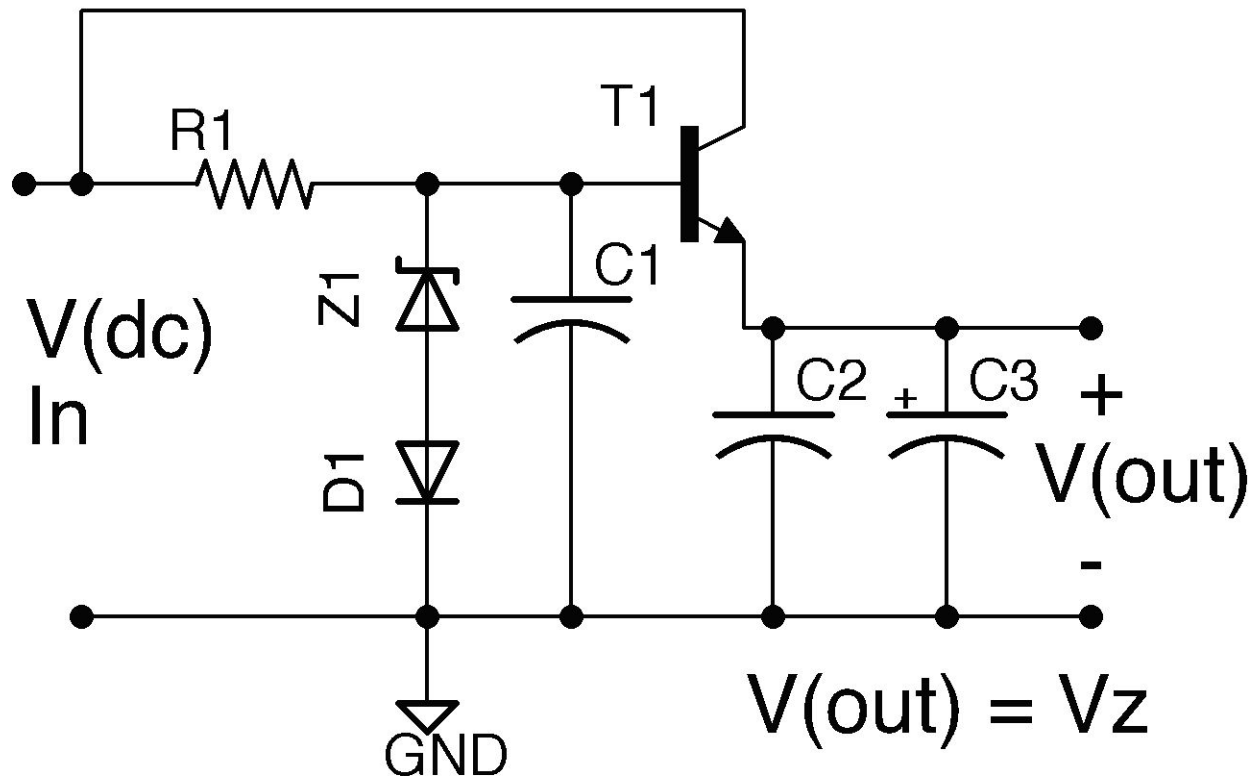 T1
R1
C1
Z1
V(dc)
In
C2
+ C3
+
D1
V(out)
-
V(out) = Vz
GND